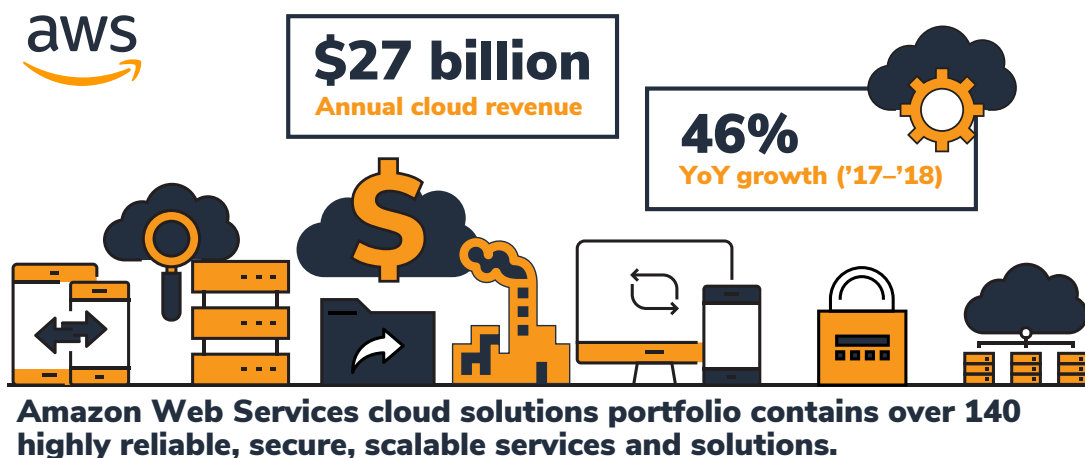 aws
$27 billion
Annual cloud revenue
46%
YoY growth (’17–’18)
$
Amazon Web Services cloud solutions portfolio contains over 140
highly reliable, secure, scalable services and solutions.